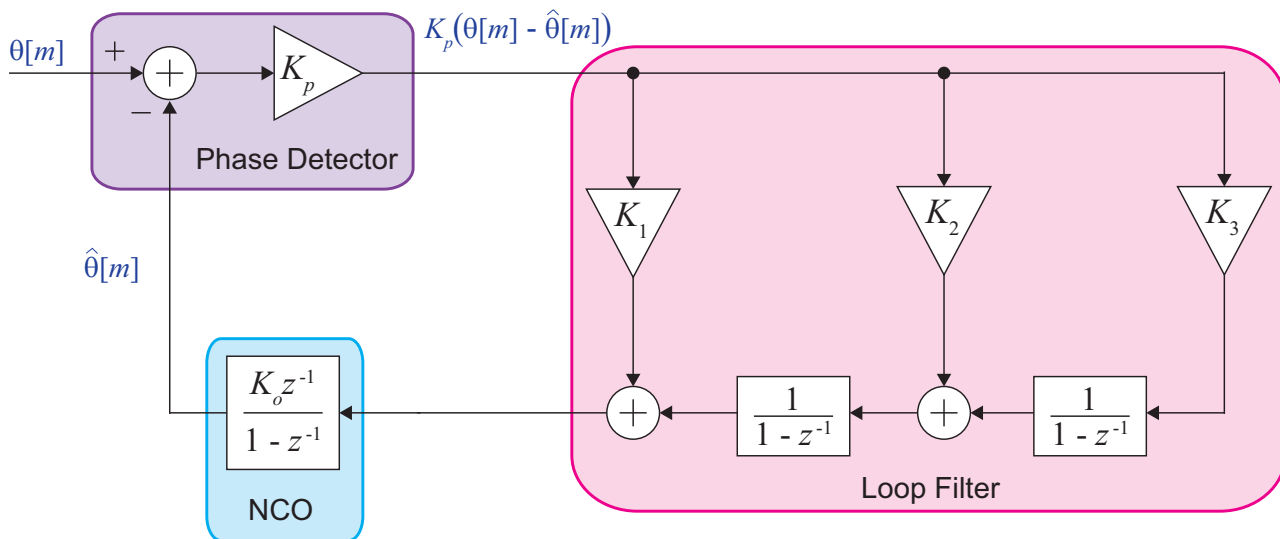 θ[m]
+
−
+
K_p
K_p(θ[m] - θ̂[m])
Phase Detector
K_1
K_2
K_3
θ̂[m]
K_o z^-1
1 - z^-1
NCO
+
1
1 - z^-1
+
1
1 - z^-1
Loop Filter